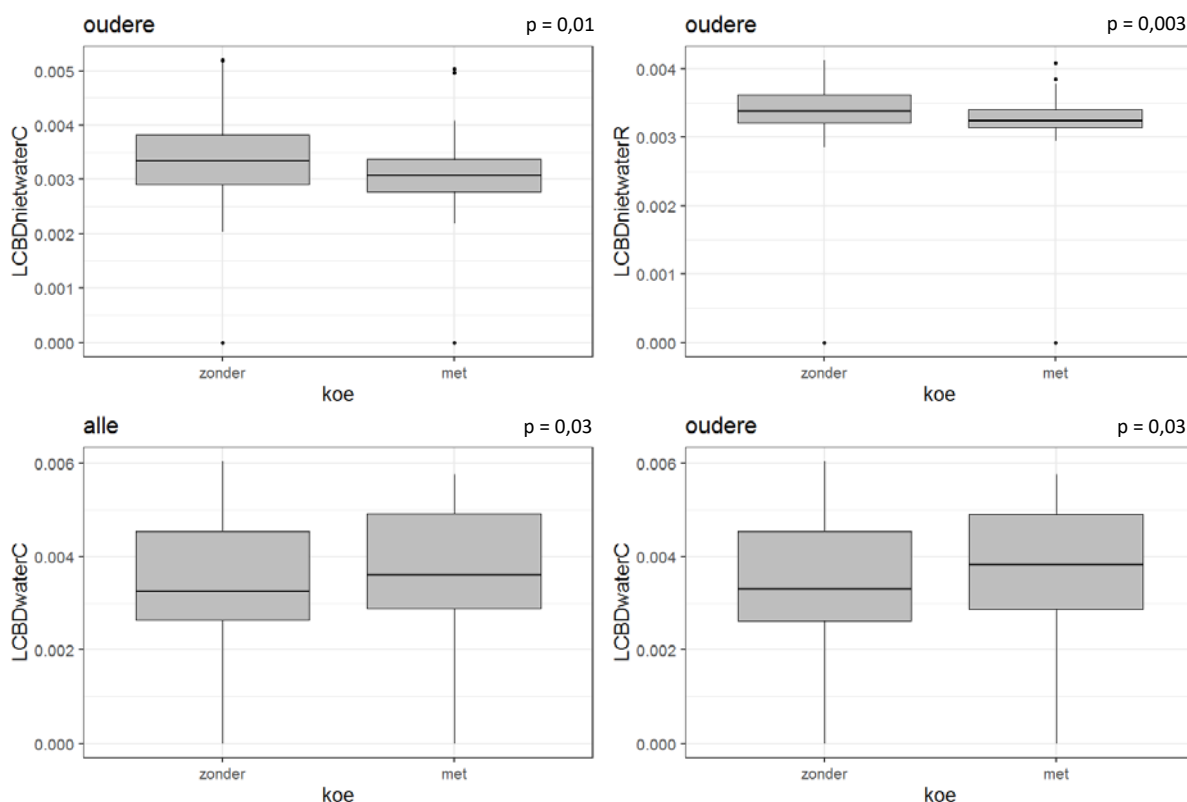 oudere p = 0,01
LCBDnietwaterC
0.005
0.004
0.003
0.002
0.001
0.000
zonder met
koe
oudere p = 0,003
LCBDnietwaterR
0.004
0.003
0.002
0.001
0.000
zonder met
koe
alle p = 0,03
LCBDwaterC
0.006
0.004
0.002
0.000
zonder met
koe
oudere p = 0,03
LCBDwaterC
0.006
0.004
0.002
0.000
zonder met
koe